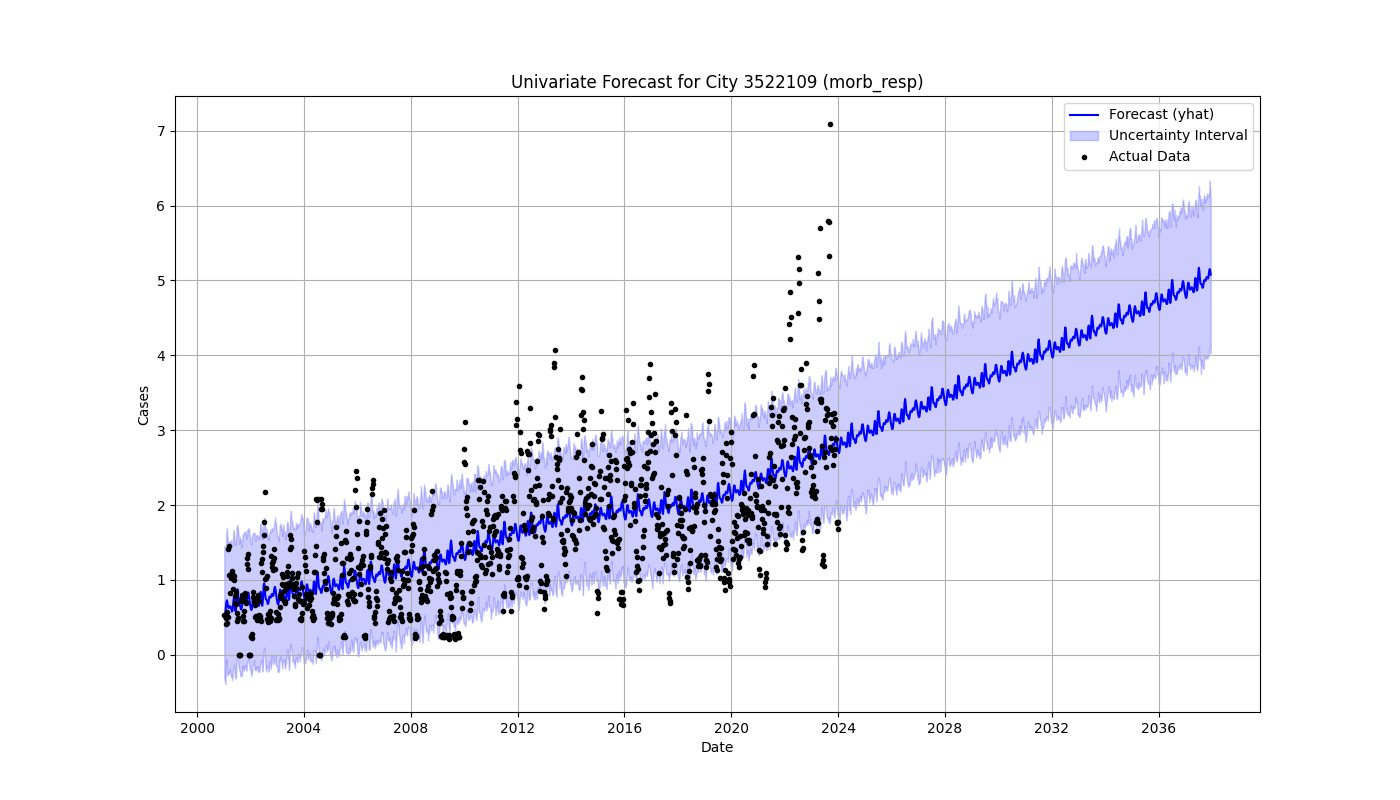 Univariate Forecast for City 3522109 (morb_resp)
Forecast (yhat)
Uncertainty Interval
Actual Data
Cases
7
6
5
4
3
2
1
0
2000 2004 2008 2012 2016 2020 2024 2028 2032 2036
Date